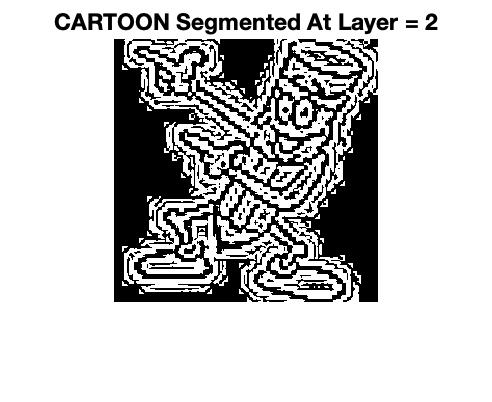 CARTOON Segmented At Layer = 2